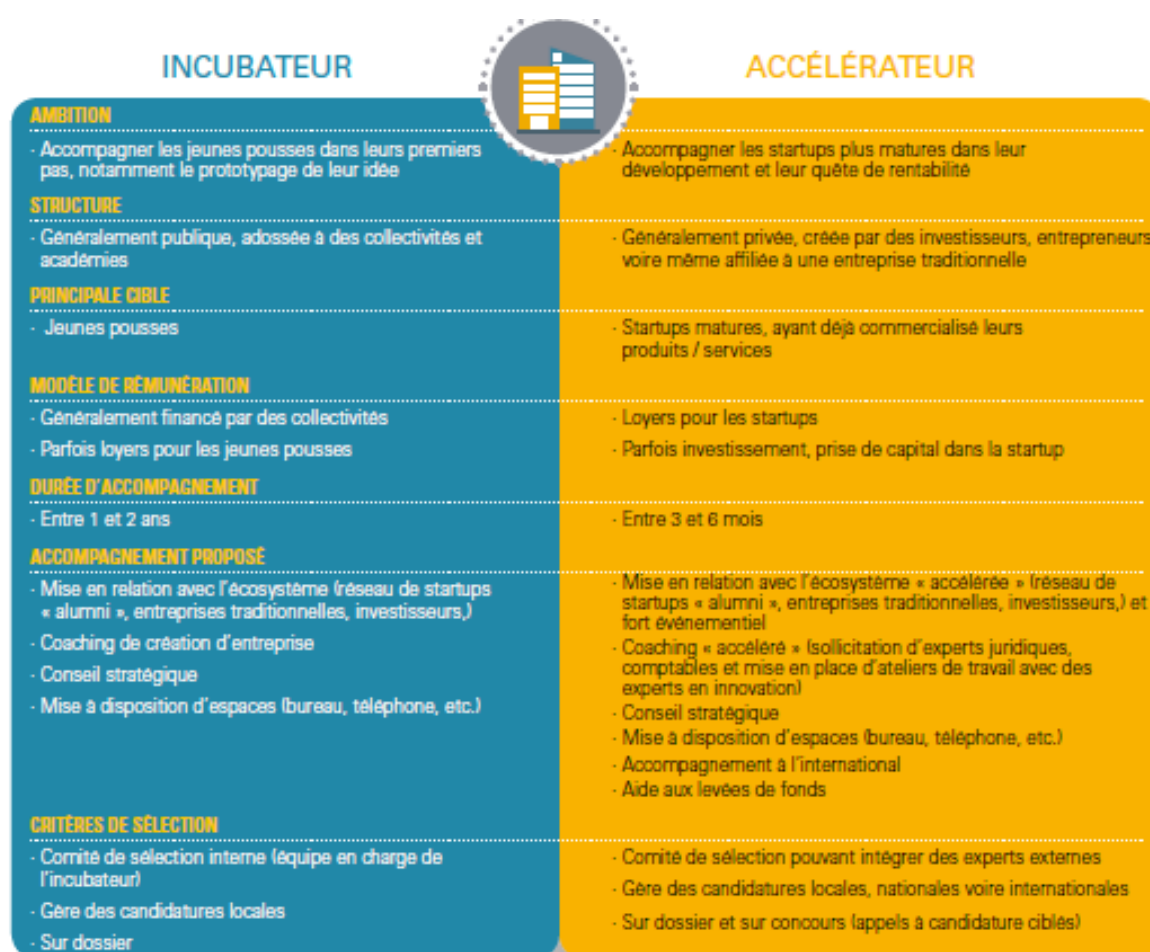 INCUBATEUR
ACCÉLÉRATEUR
AMBITION
· Accompagner les jeunes pousses dans leurs premiers
pas, notamment le prototypage de leur idée
· Accompagner les startups plus matures dans leur
développement et leur quête de rentabilité
STRUCTURE
· Généralement publique, adossée à des collectivités et
académies
· Généralement privée, créée par des investisseurs, entrepreneurs
voire même affiliée à une entreprise traditionnelle
PRINCIPALE CIBLE
· Jeunes pousses
· Startups matures, ayant déjà commercialisé leurs
produits / services
MODÈLE DE RÉMUNÉRATION
· Généralement financé par des collectivités
· Parfois loyers pour les jeunes pousses
· Loyers pour les startups
· Parfois investissement, prise de capital dans la startup
DURÉE D'ACCOMPAGNEMENT
· Entre 1 et 2 ans
· Entre 3 et 6 mois
ACCOMPAGNEMENT PROPOSÉ
· Mise en relation avec l'écosystème (réseau de startups
« alumni », entreprises traditionnelles, investisseurs,)
· Coaching de création d'entreprise
· Conseil stratégique
· Mise à disposition d'espaces (bureau, téléphone, etc.)
· Mise en relation avec l'écosystème « accélérée » (réseau de
startups « alumni », entreprises traditionnelles, investisseurs,) et
fort événementiel
· Coaching « accéléré » (sollicitation d'experts juridiques,
comptables et mise en place d'ateliers de travail avec des
experts en innovation)
· Conseil stratégique
· Mise à disposition d'espaces (bureau, téléphone, etc.)
· Accompagnement à l'international
· Aide aux levées de fonds
CRITÈRES DE SÉLECTION
· Comité de sélection interne (équipe en charge de
l'incubateur)
· Gère des candidatures locales
· Sur dossier
· Comité de sélection pouvant intégrer des experts externes
· Gère des candidatures locales, nationales voire internationales
· Sur dossier et sur concours (appels à candidature ciblés)